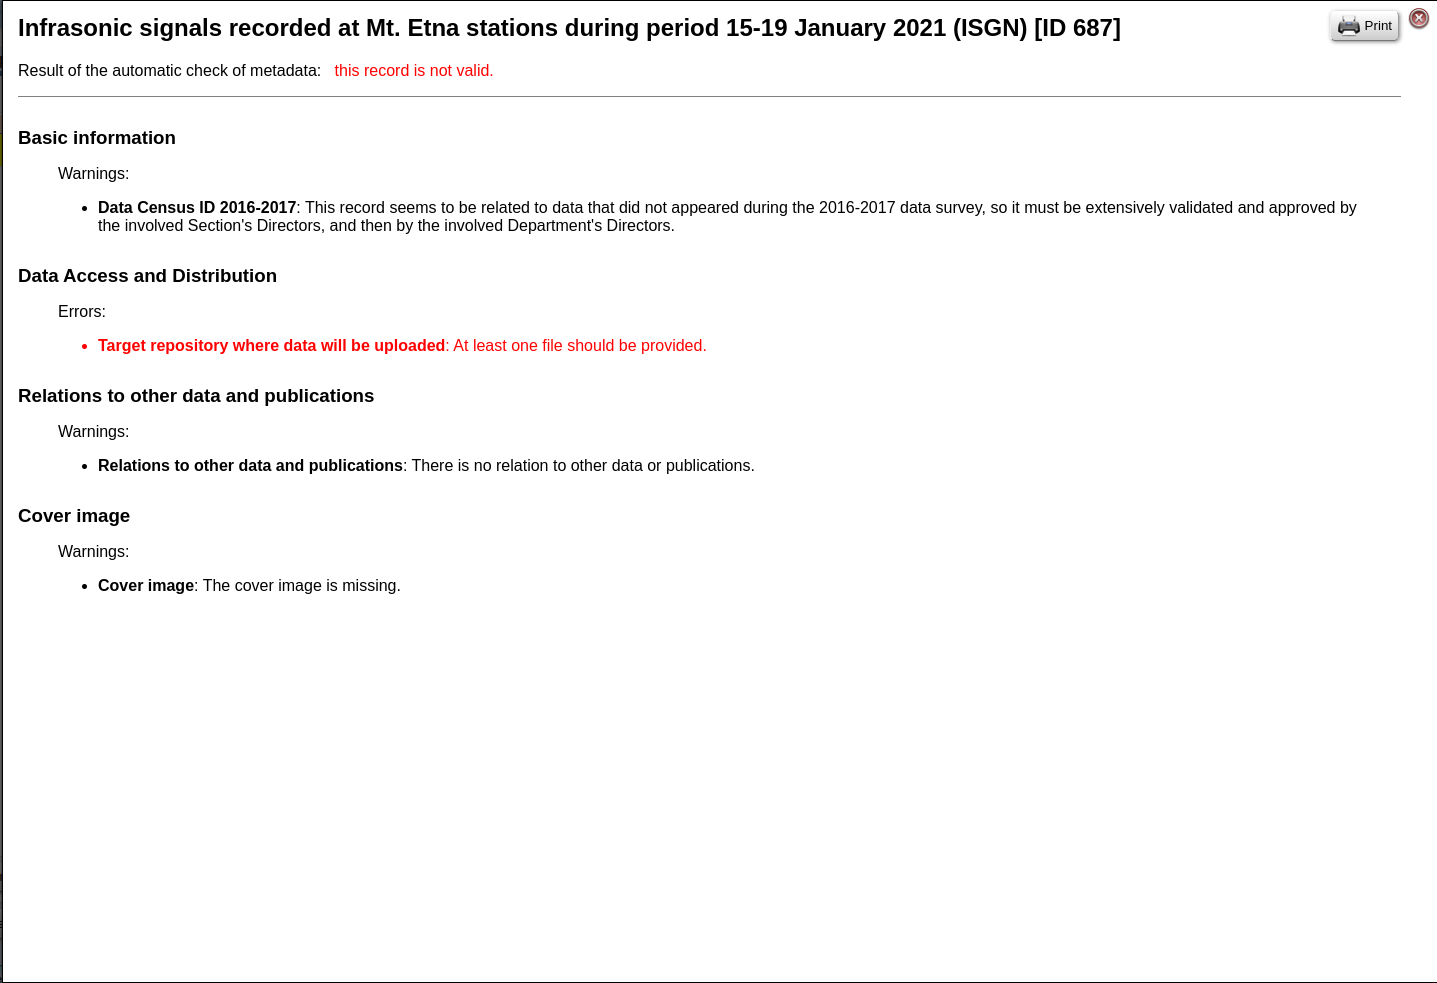 Infrasonic signals recorded at Mt. Etna stations during period 15-19 January 2021 (ISGN) [ID 687]
Print
Result of the automatic check of metadata: this record is not valid.
Basic information
Warnings:
• Data Census ID 2016-2017: This record seems to be related to data that did not appeared during the 2016-2017 data survey, so it must be extensively validated and approved by
the involved Section's Directors, and then by the involved Department's Directors.
Data Access and Distribution
Errors:
• Target repository where data will be uploaded: At least one file should be provided.
Relations to other data and publications
Warnings:
• Relations to other data and publications: There is no relation to other data or publications.
Cover image
Warnings:
• Cover image: The cover image is missing.